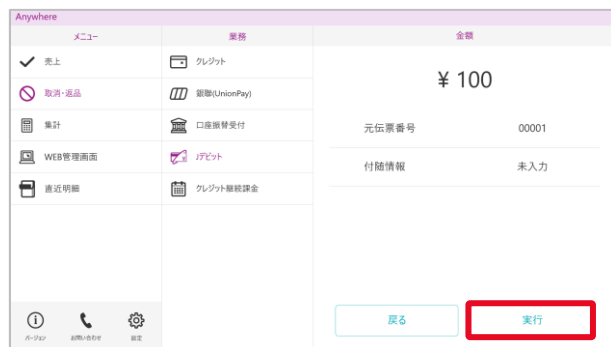 Anywhere
メニュー
業務
金額
売上
取消・返品
集計
WEB管理画面
直近明細
バージョン
お問い合わせ
設定
クレジット
銀聯(UnionPay)
口座振替受付
Jデビット
クレジット継続課金
¥ 100
元伝票番号 00001
付随情報 未入力
戻る
実行